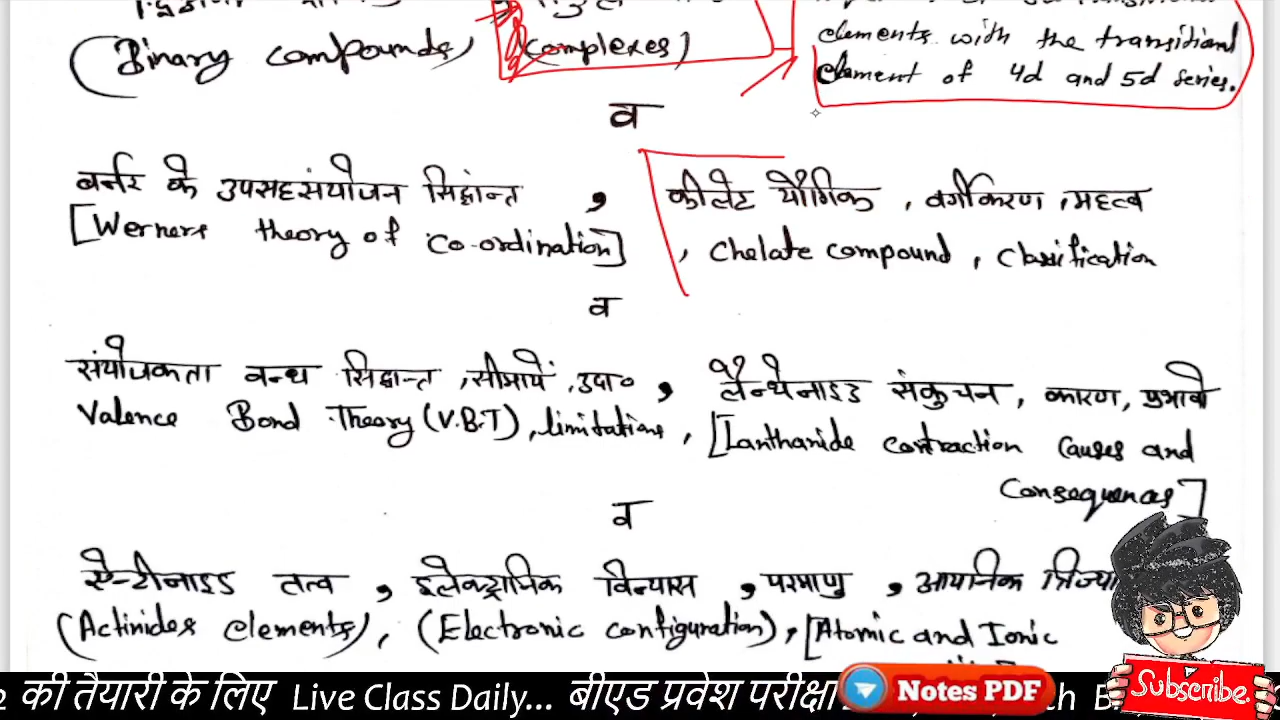 elements with the transitional
(Binary compounds) (Complexes)
element of 4d and 5d series.
व
वर्नर के उपसहसंयोजन सिद्धान्त , कीलेट यौगिक , वर्गीकरण , महत्व
[Werners theory of co-ordination] , Chelate compound , Classification
व
संयोजकता बन्ध सिद्धान्त , सीमायें , उदा० , लैन्थेनाइड संकुचन , कारण , प्रभावो
Valence Bond Theory (V.B.T) , limitations , [Lanthanide contraction causes and
Consequences]
व
ऐन्टीनाइड तत्व , इलेक्ट्रानिक विन्यास , परमाणु , आयनिक त्रिज्या
(Actinides elements) , (Electronic configuration) , [Atomic and Ionic
की तैयारी के लिए Live Class Daily... बीएड प्रवेश परीक्षा
Notes PDF
Subscribe